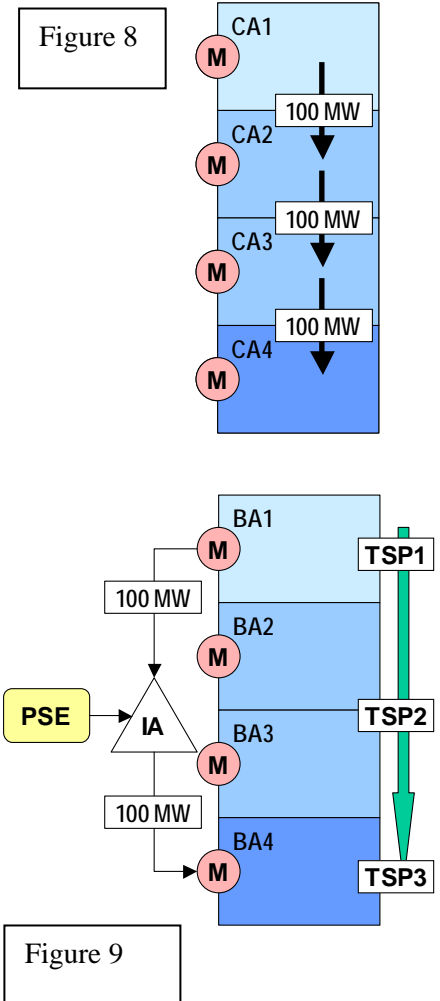 Figure 8
CA1
M
100 MW
CA2
M
100 MW
CA3
M
100 MW
CA4
M
BA1
M
TSP1
100 MW
BA2
M
PSE
IA
TSP2
BA3
M
100 MW
BA4
M
TSP3
Figure 9